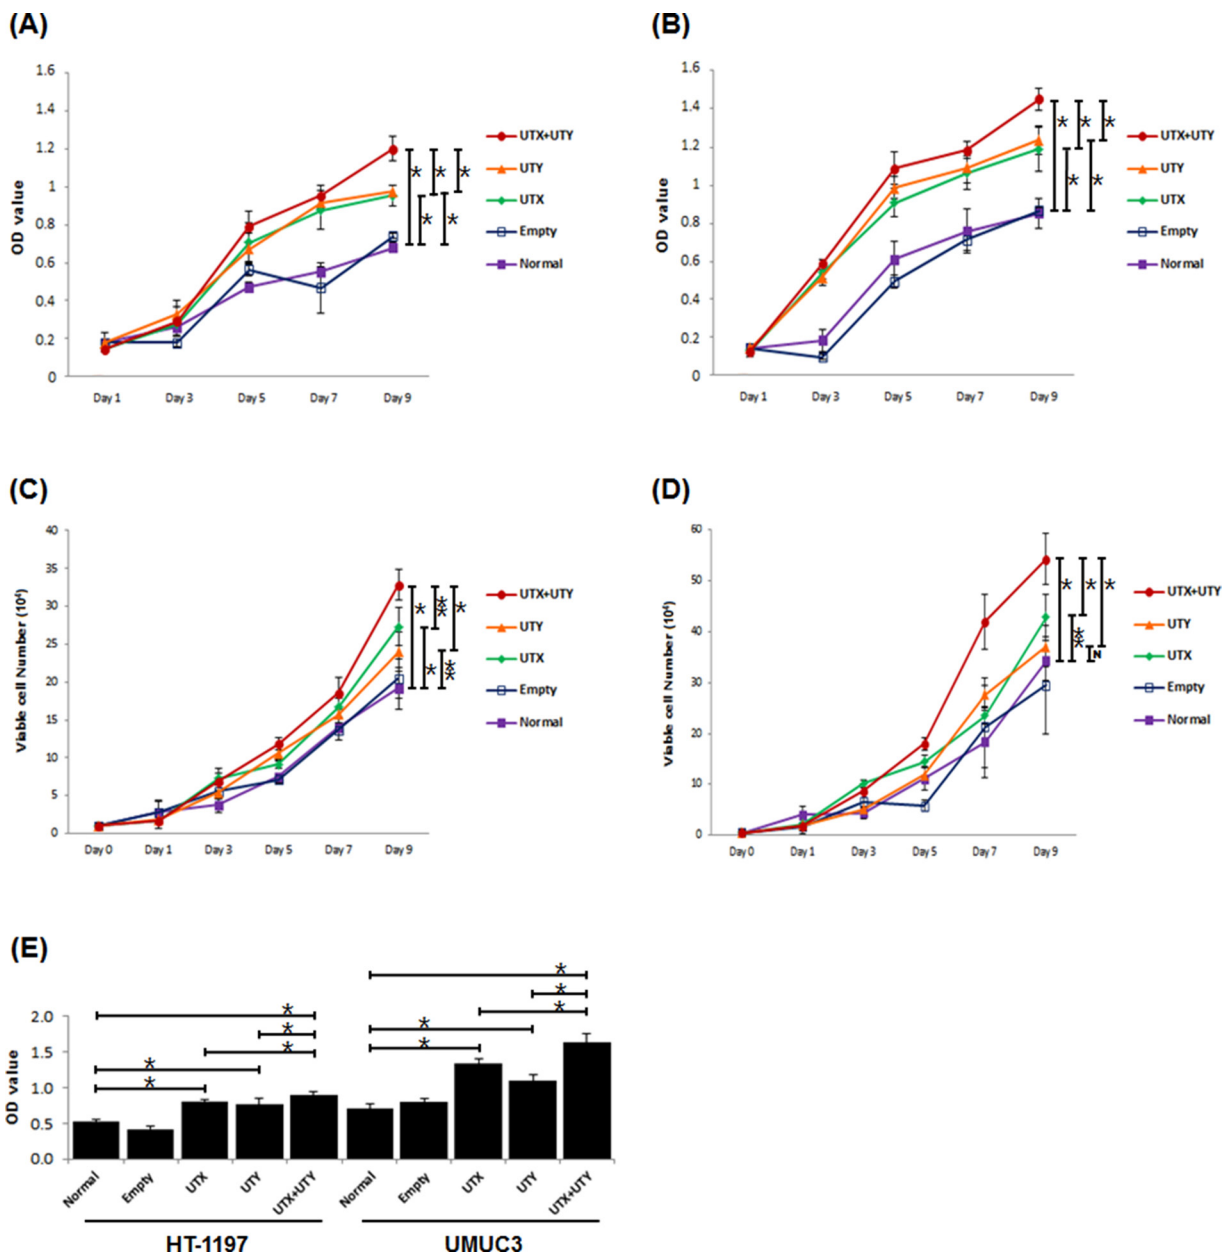 (A)
1.6
1.4
1.2
1
0.8
0.6
0.4
0.2
0
OD value
Day 1 Day 3 Day 5 Day 7 Day 9
UTX+UTY
UTY
UTX
Empty
Normal
* * *
* *
(B)
1.6
1.4
1.2
1
0.8
0.6
0.4
0.2
0
OD value
Day 1 Day 3 Day 5 Day 7 Day 9
UTX+UTY
UTY
UTX
Empty
Normal
* * *
* *
(C)
40
35
30
25
20
15
10
5
0
Viable cell Number (10⁴)
Day 0 Day 1 Day 3 Day 5 Day 7 Day 9
UTX+UTY
UTY
UTX
Empty
Normal
* ** *
* **
(D)
60
50
40
30
20
10
0
Viable cell Number (10⁴)
Day 0 Day 1 Day 3 Day 5 Day 7 Day 9
UTX+UTY
UTY
UTX
Empty
Normal
* * *
** N
(E)
2.0
1.5
1.0
0.5
0.0
OD value
* * * * *
* * * * *
Normal Empty UTX UTY UTX+UTY Normal Empty UTX UTY UTX+UTY
HT-1197 UMUC3